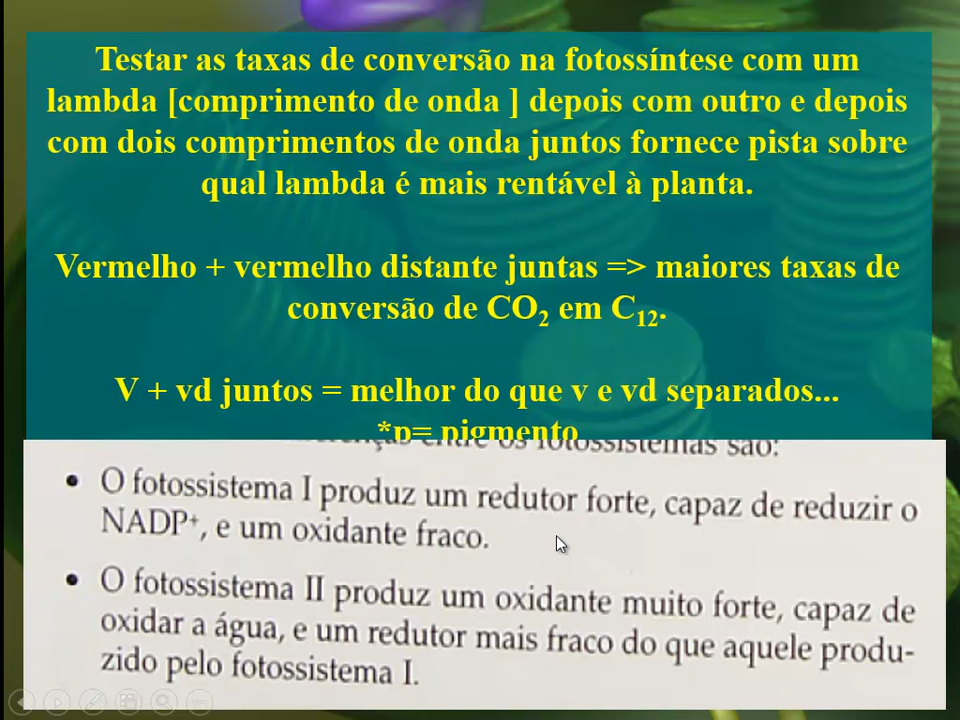 Testar as taxas de conversão na fotossíntese com um
lambda [comprimento de onda ] depois com outro e depois
com dois comprimentos de onda juntos fornece pista sobre
qual lambda é mais rentável à planta.
Vermelho + vermelho distante juntas => maiores taxas de
conversão de CO₂ em C₁₂.
V + vd juntos = melhor do que v e vd separados...
*p= pigmento
entre os fotossistemas são:
• O fotossistema I produz um redutor forte, capaz de reduzir o
NADP⁺, e um oxidante fraco.
• O fotossistema II produz um oxidante muito forte, capaz de
oxidar a água, e um redutor mais fraco do que aquele produ-
zido pelo fotossistema I.